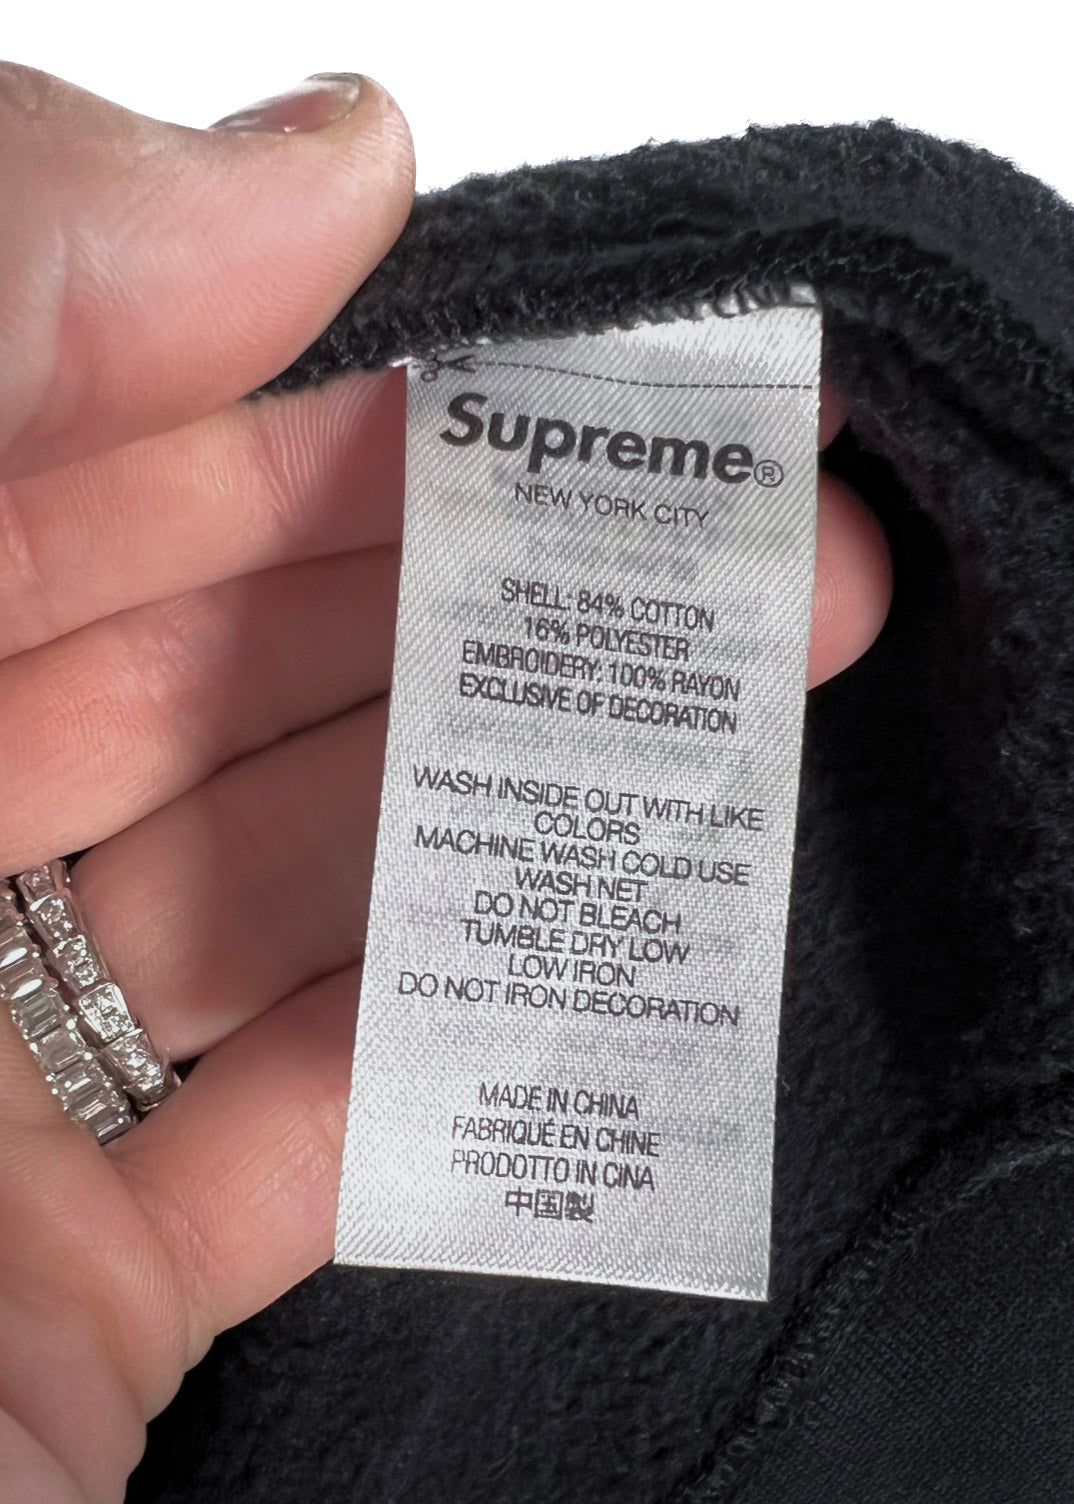 Supreme®
NEW YORK CITY
SHELL: 84% COTTON
16% POLYESTER
EMBROIDERY: 100% RAYON
EXCLUSIVE OF DECORATION
WASH INSIDE OUT WITH LIKE
COLORS
MACHINE WASH COLD USE
WASH NET
DO NOT BLEACH
TUMBLE DRY LOW
LOW IRON
DO NOT IRON DECORATION
MADE IN CHINA
FABRIQUÉ EN CHINE
PRODOTTO IN CINA
中国製